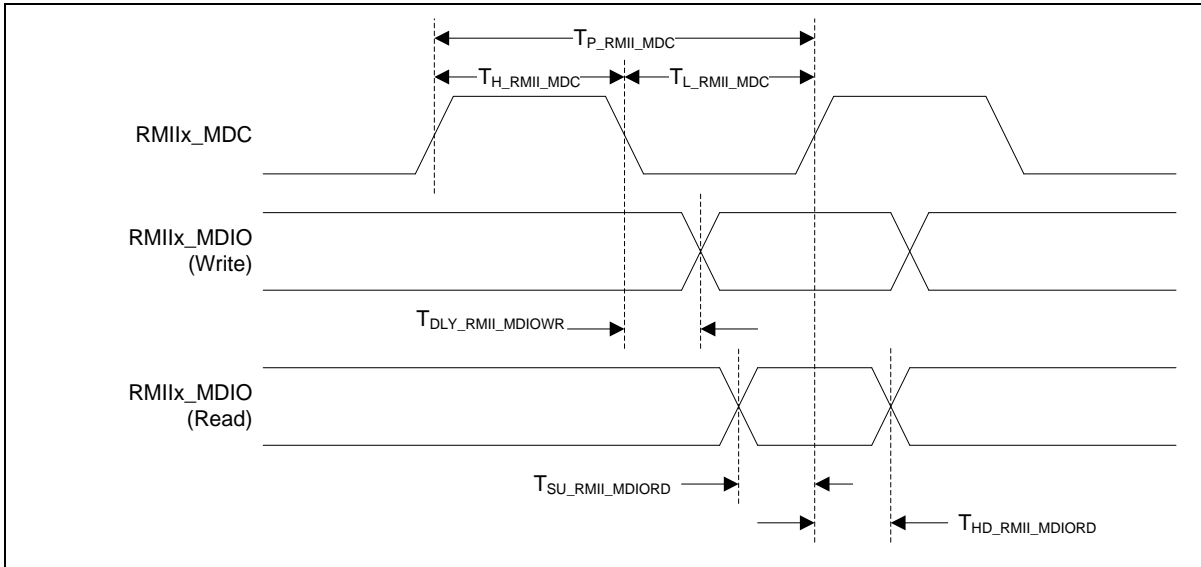 T_P_RMII_MDC
T_H_RMII_MDC T_L_RMII_MDC
RMIIx_MDC
RMIIx_MDIO
(Write)
T_DLY_RMII_MDIOWR
RMIIx_MDIO
(Read)
T_SU_RMII_MDIORD
T_HD_RMII_MDIORD